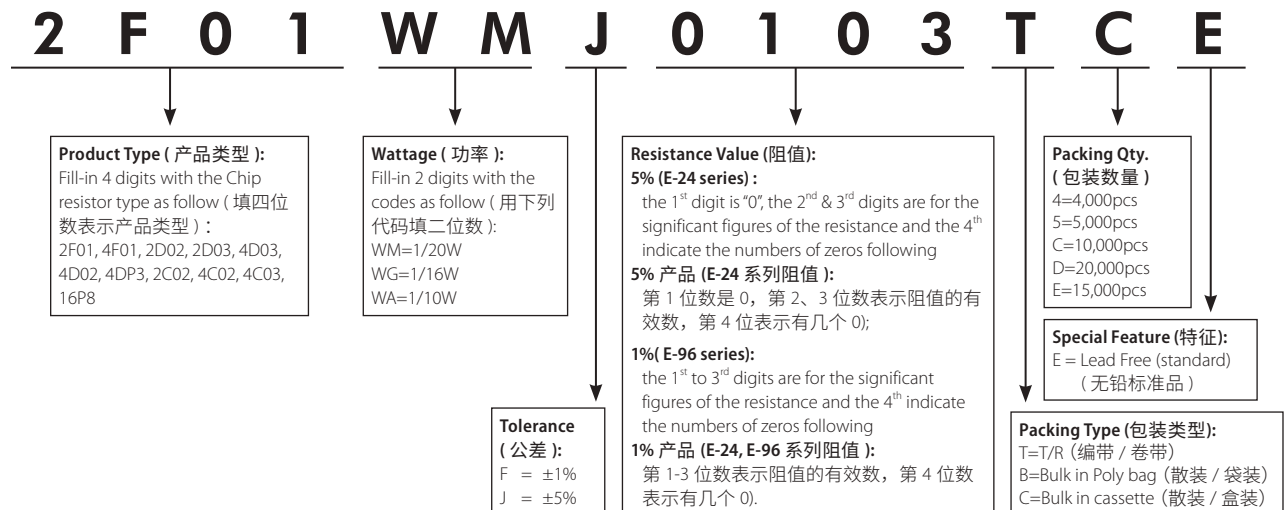 2 F 0 1 W M J 0 1 0 3 T C E
Product Type ( 产品类型 ):
Fill-in 4 digits with the Chip
resistor type as follow ( 填四位
数表示产品类型 ) :
2F01, 4F01, 2D02, 2D03, 4D03,
4D02, 4DP3, 2C02, 4C02, 4C03,
16P8
Wattage ( 功率 ):
Fill-in 2 digits with the
codes as follow ( 用下列
代码填二位数 ):
WM=1/20W
WG=1/16W
WA=1/10W
Tolerance
( 公差 ):
F = ±1%
J = ±5%
Resistance Value (阻值):
5% (E-24 series) :
the 1st digit is "0", the 2nd & 3rd digits are for the
significant figures of the resistance and the 4th
indicate the numbers of zeros following
5% 产品 (E-24 系列阻值 ):
第 1 位数是 0，第 2、3 位数表示阻值的有
效数，第 4 位表示有几个 0);
1%( E-96 series):
the 1st to 3rd digits are for the significant
figures of the resistance and the 4th indicate
the numbers of zeros following
1% 产品 (E-24, E-96 系列阻值 ):
第 1-3 位数表示阻值的有效数，第 4 位数
表示有几个 0).
Packing Qty.
( 包装数量 )
4=4,000pcs
5=5,000pcs
C=10,000pcs
D=20,000pcs
E=15,000pcs
Special Feature (特征):
E = Lead Free (standard)
( 无铅标准品 )
Packing Type (包装类型):
T=T/R（编带 / 卷带）
B=Bulk in Poly bag（散装 / 袋装）
C=Bulk in cassette（散装 / 盒装）